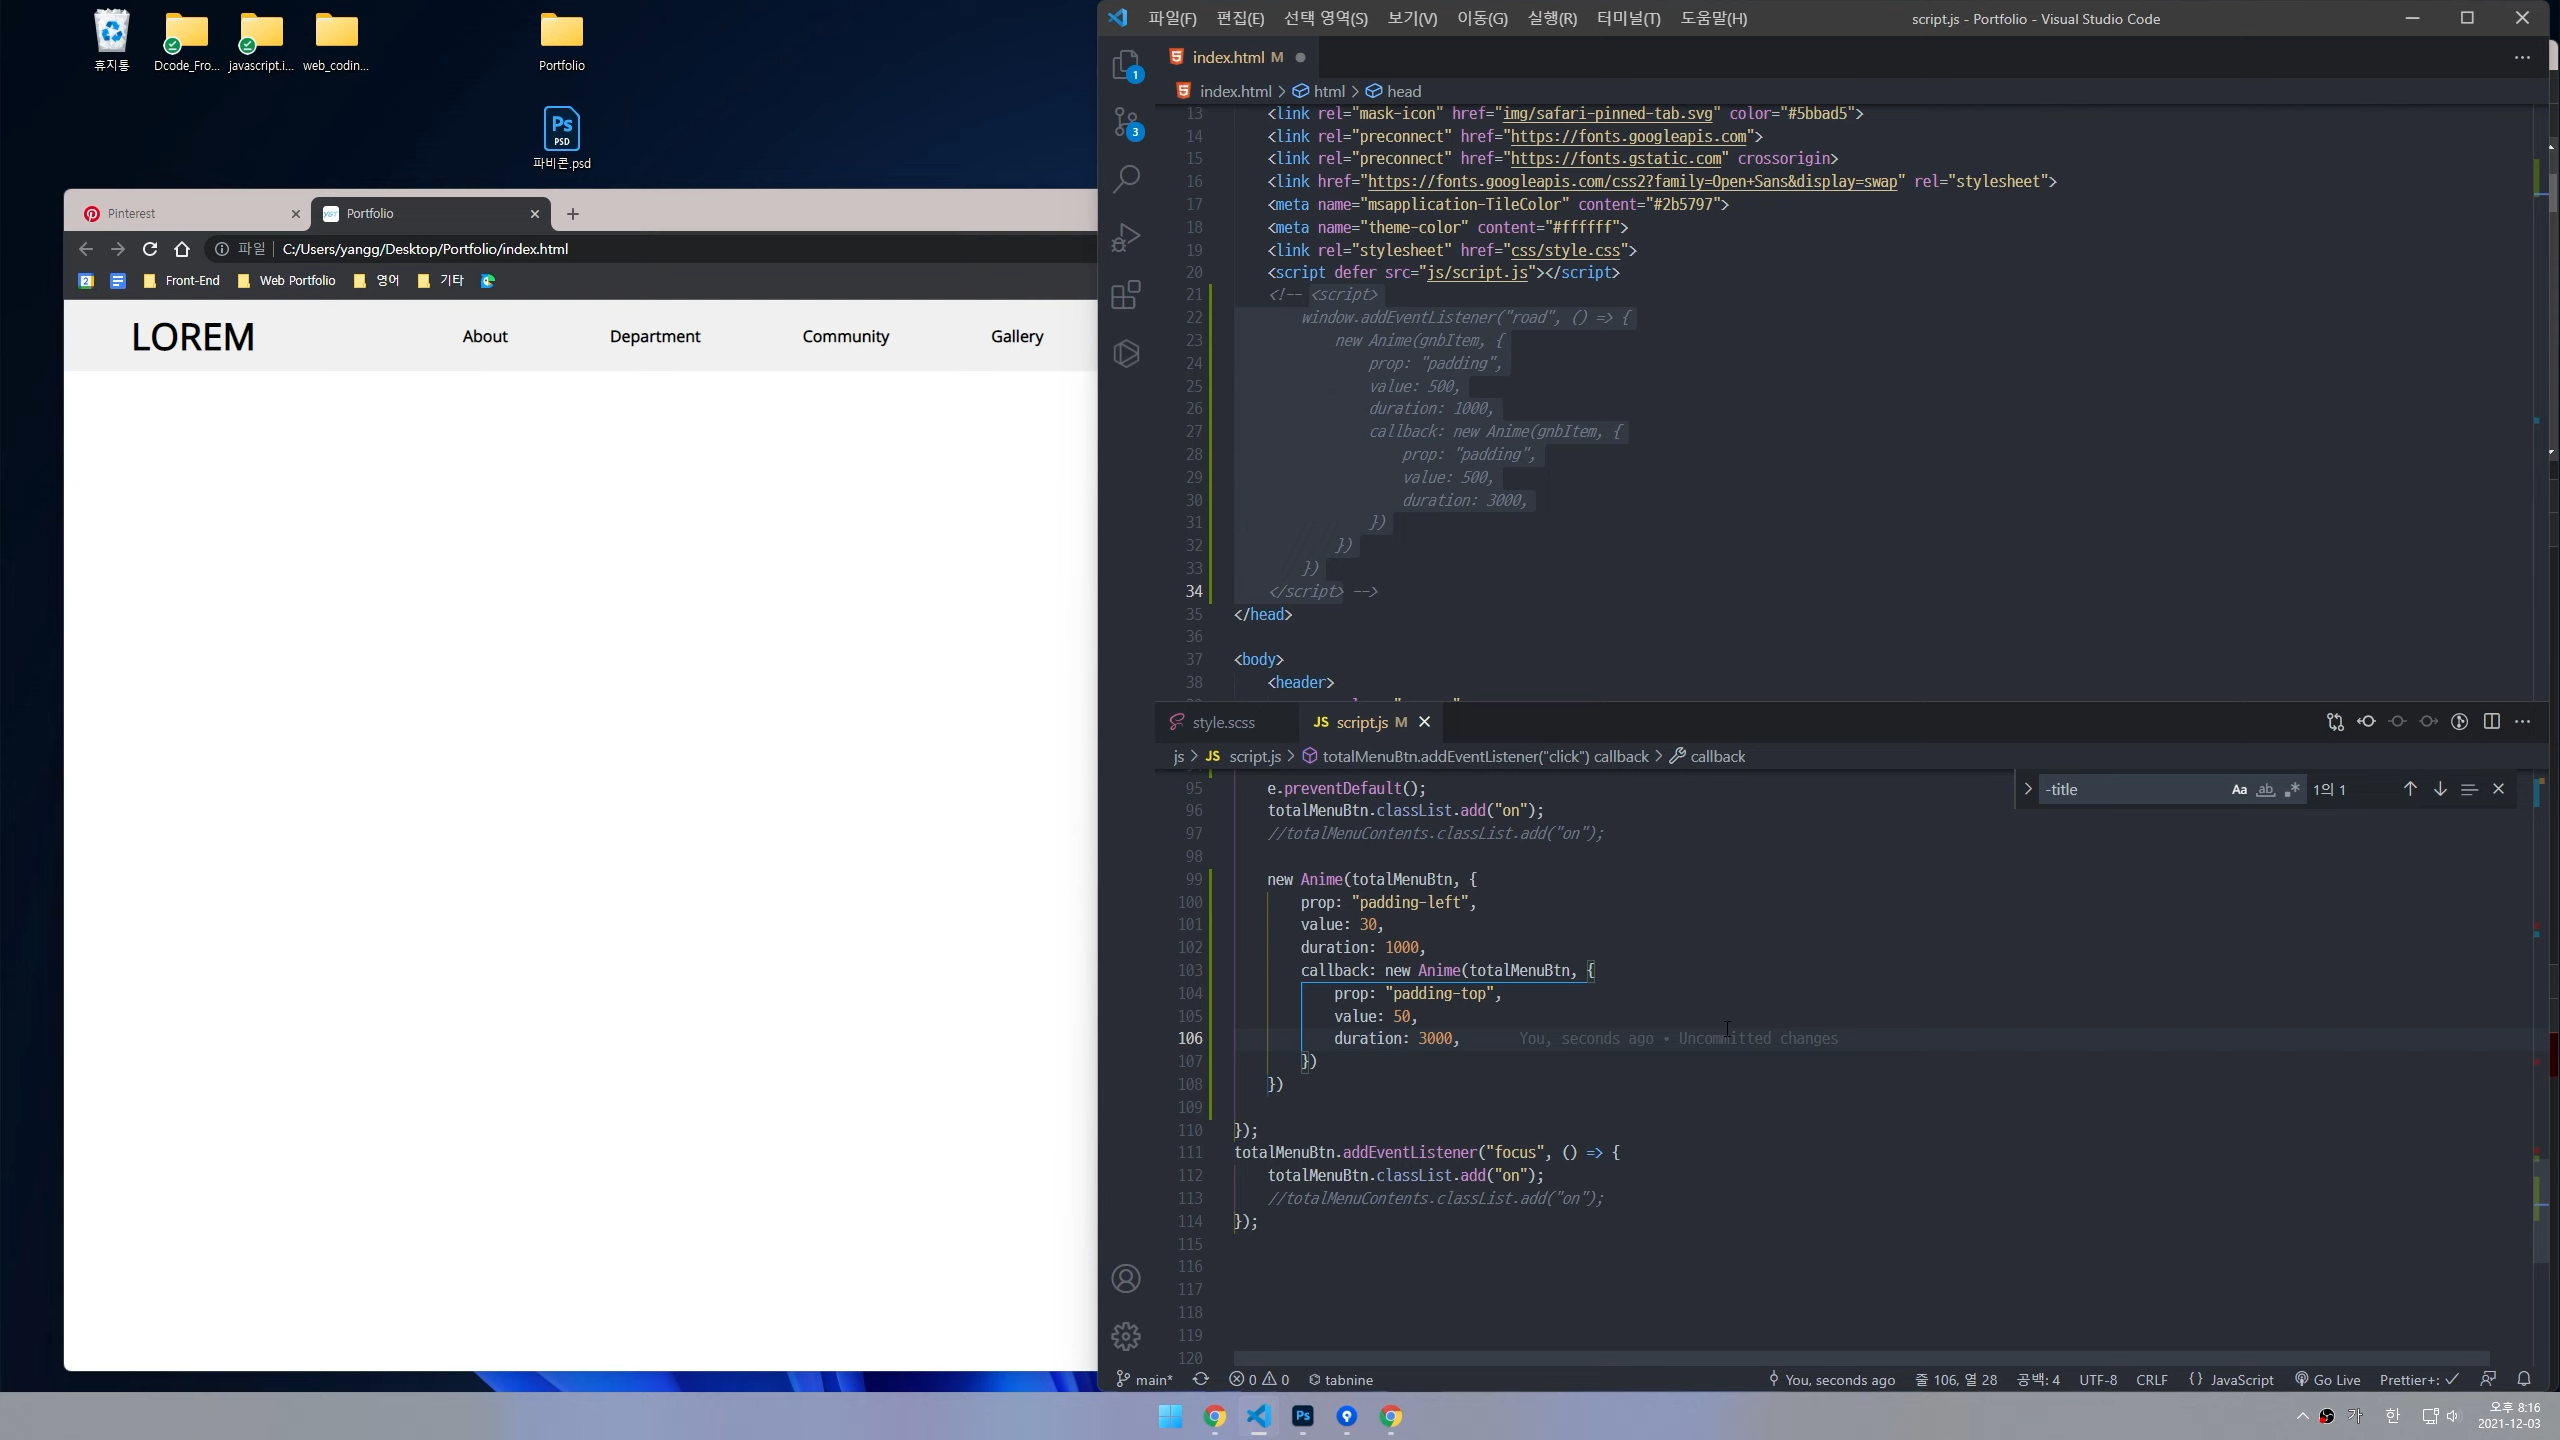 휴지통
Dcode_Fro...
javascript.i...
web_codin...
Portfolio
Ps
PSD
파비콘.psd
Pinterest
Portfolio
파일
C:/Users/yangg/Desktop/Portfolio/index.html
Front-End
Web Portfolio
영어
기타
LOREM
About
Department
Community
Gallery
파일(F) 편집(E) 선택 영역(S) 보기(V) 이동(G) 실행(R) 터미널(T) 도움말(H)
script.js - Portfolio - Visual Studio Code
1
3
index.html M
index.html > html > head
13 <link rel="mask-icon" href="img/safari-pinned-tab.svg" color="#5bbad5">
14 <link rel="preconnect" href="https://fonts.googleapis.com">
15 <link rel="preconnect" href="https://fonts.gstatic.com" crossorigin>
16 <link href="https://fonts.googleapis.com/css2?family=Open+Sans&display=swap" rel="stylesheet">
17 <meta name="msapplication-TileColor" content="#2b5797">
18 <meta name="theme-color" content="#ffffff">
19 <link rel="stylesheet" href="css/style.css">
20 <script defer src="js/script.js"></script>
21 <!-- <script>
22 window.addEventListener("road", () => {
23 new Anime(gnbItem, {
24 prop: "padding",
25 value: 500,
26 duration: 1000,
27 callback: new Anime(gnbItem, {
28 prop: "padding",
29 value: 500,
30 duration: 3000,
31 })
32 })
33 })
34 </script> -->
35 </head>
36
37 <body>
38 <header>
style.scss
JS script.js M
js > JS script.js > totalMenuBtn.addEventListener("click") callback > callback
-title
Aa ab .* 1의 1
95 e.preventDefault();
96 totalMenuBtn.classList.add("on");
97 //totalMenuContents.classList.add("on");
98
99 new Anime(totalMenuBtn, {
100 prop: "padding-left",
101 value: 30,
102 duration: 1000,
103 callback: new Anime(totalMenuBtn, {
104 prop: "padding-top",
105 value: 50,
106 duration: 3000, You, seconds ago • Uncommitted changes
107 })
108 })
109
110 });
111 totalMenuBtn.addEventListener("focus", () => {
112 totalMenuBtn.classList.add("on");
113 //totalMenuContents.classList.add("on");
114 });
115
116
117
118
119
120
main* 0 0 tabnine
You, seconds ago 줄 106, 열 28 공백: 4 UTF-8 CRLF {} JavaScript Go Live Prettier+: ✓
Ps
가 한
오후 8:16
2021-12-03